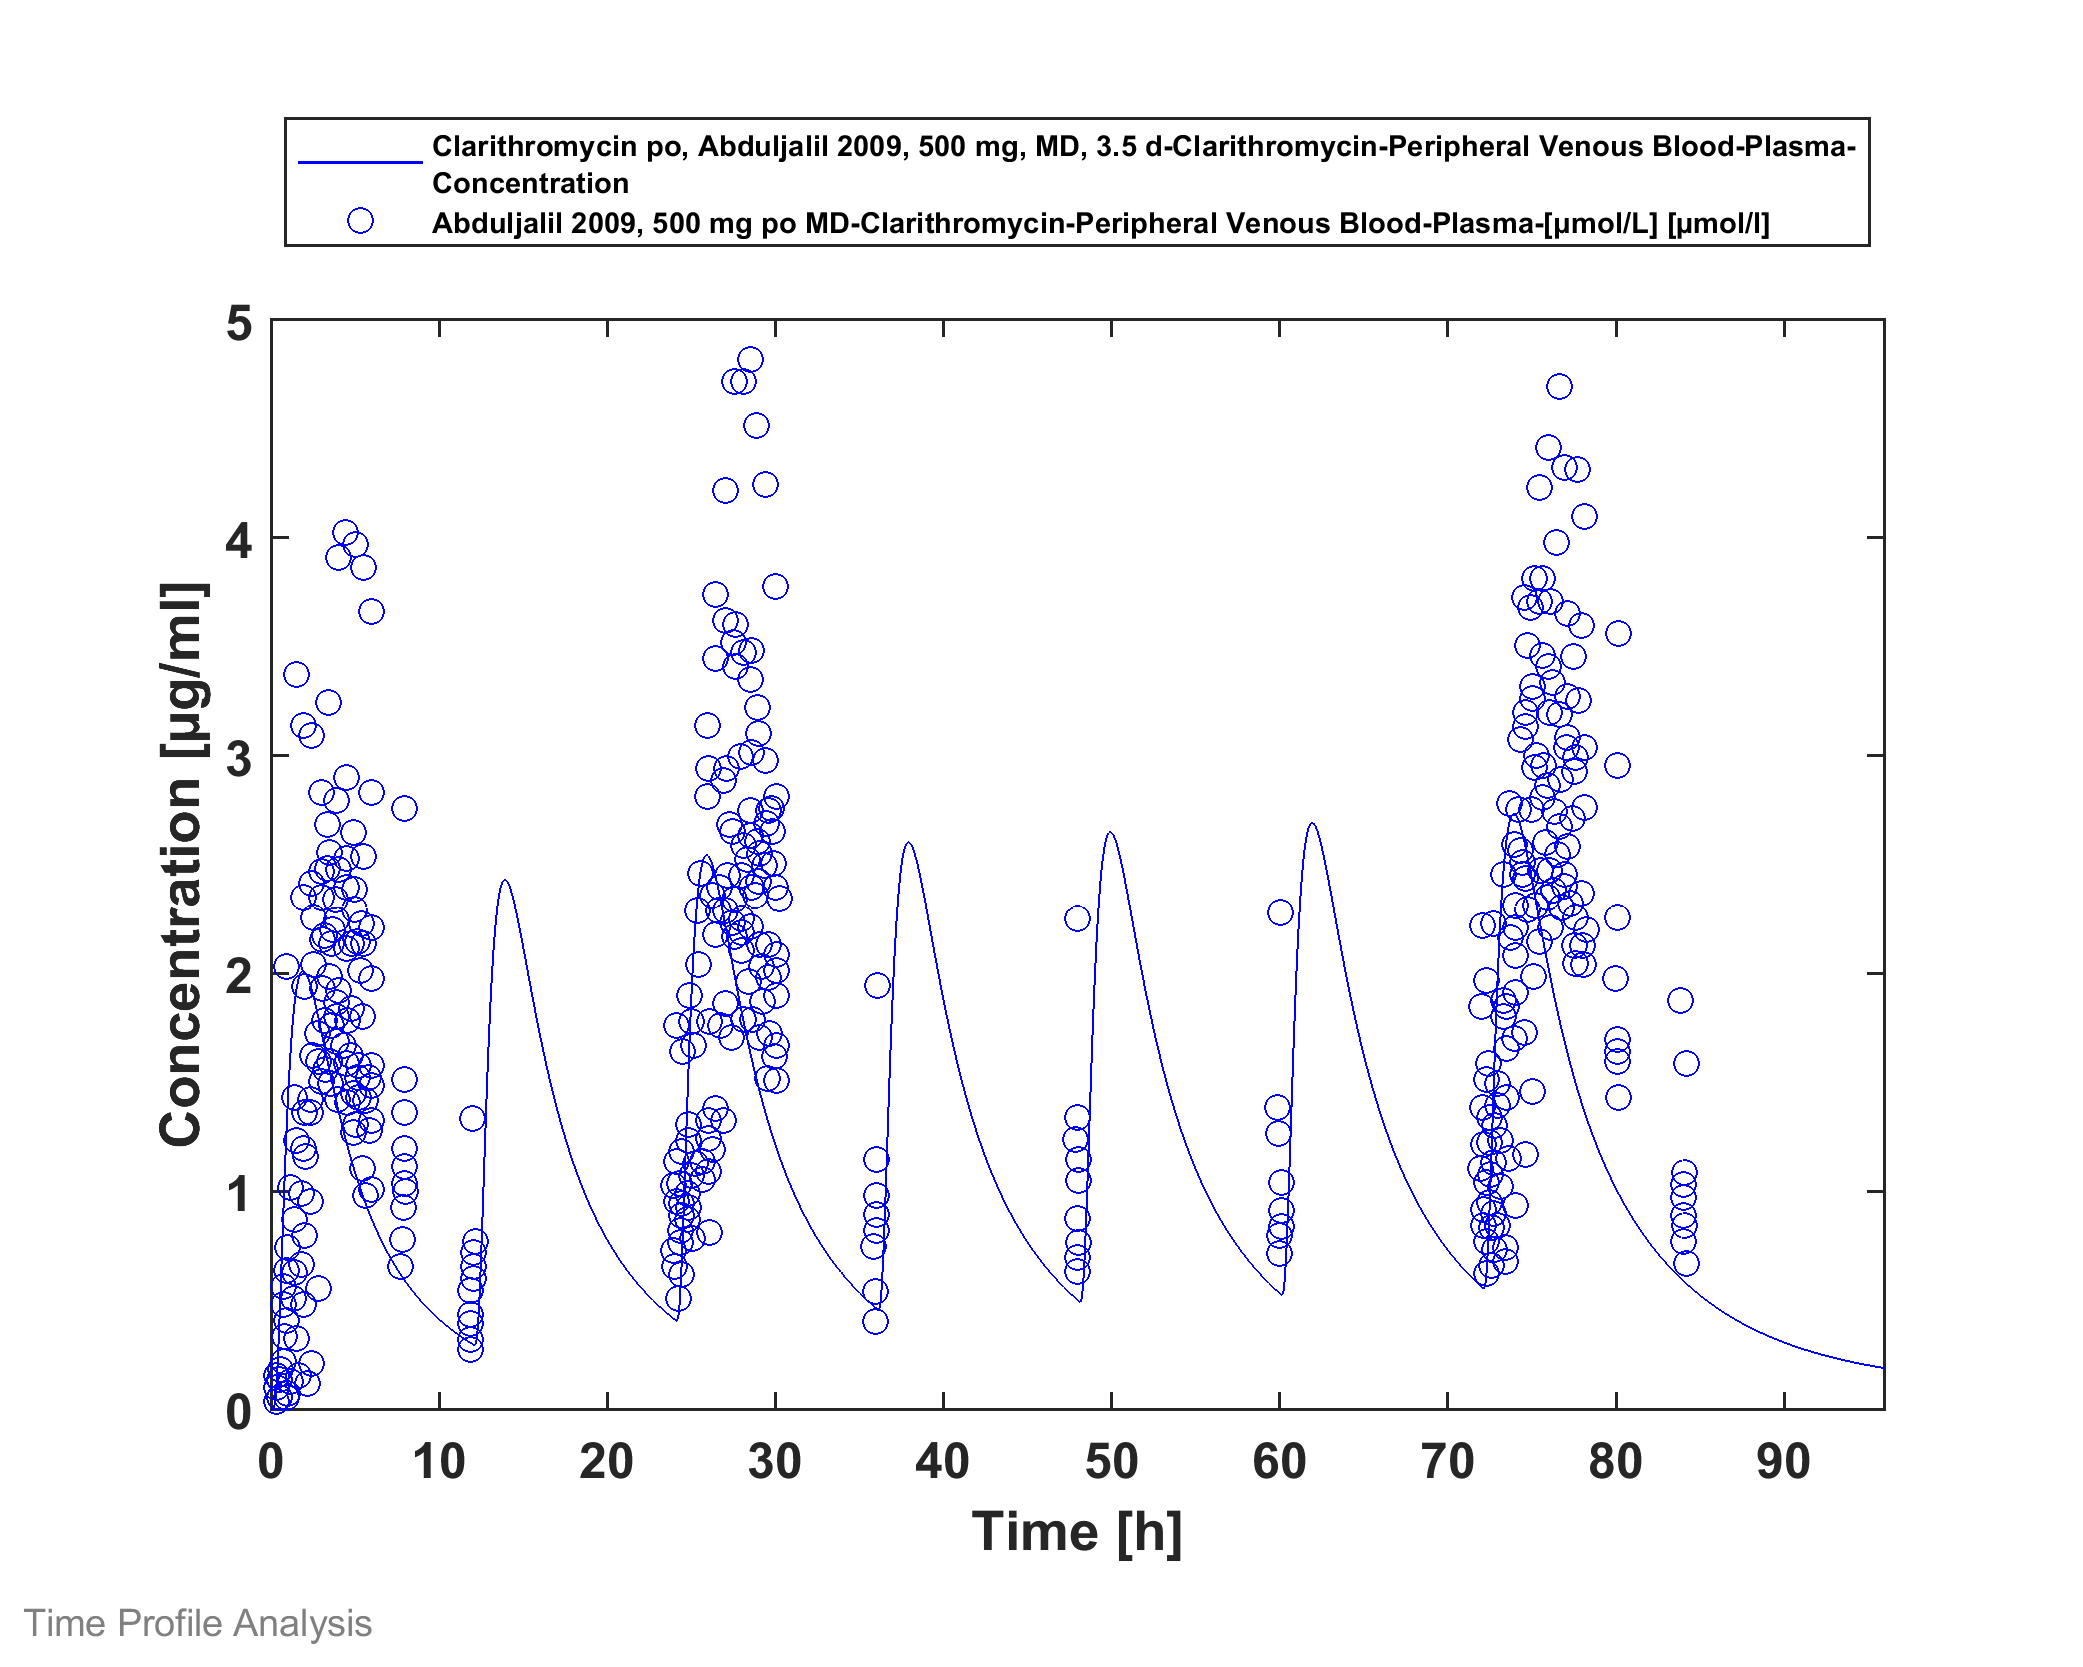 Clarithromycin po, Abduljalil 2009, 500 mg, MD, 3.5 d-Clarithromycin-Peripheral Venous Blood-Plasma-
Concentration
Abduljalil 2009, 500 mg po MD-Clarithromycin-Peripheral Venous Blood-Plasma-[µmol/L] [µmol/l]
5
4
3
2
1
0
Concentration [µg/ml]
0 10 20 30 40 50 60 70 80 90
Time [h]
Time Profile Analysis